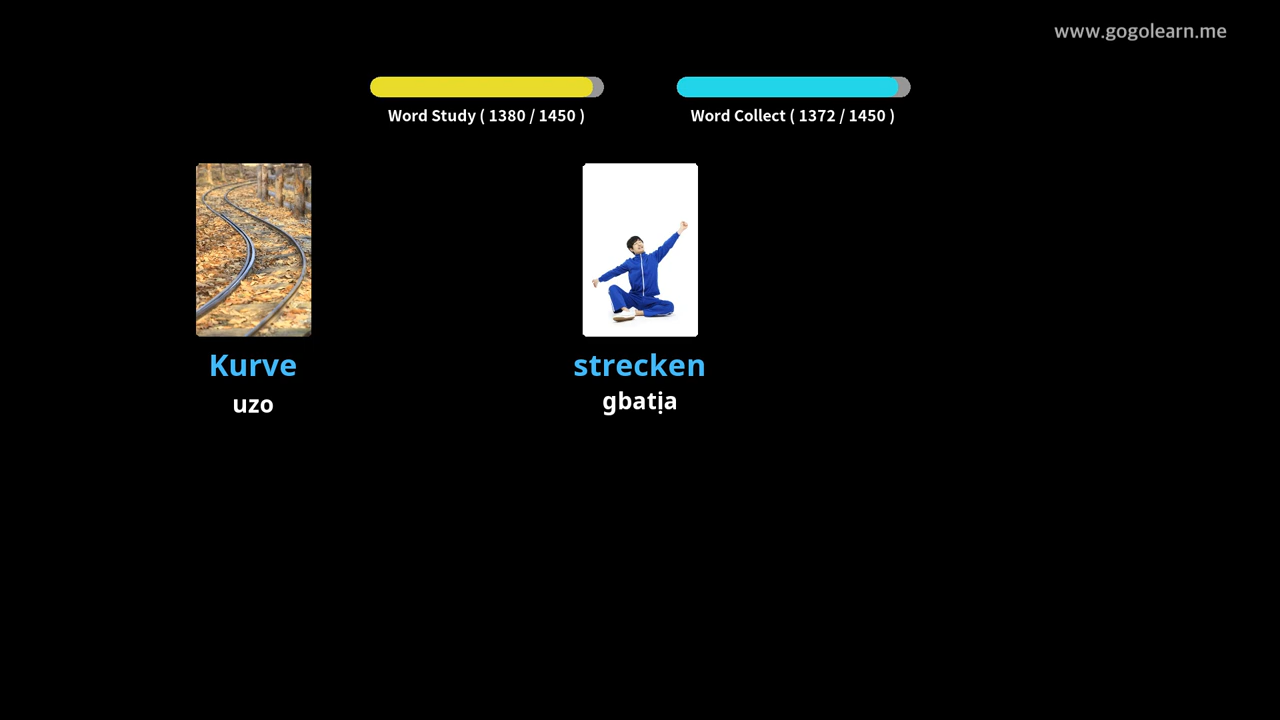 www.gogolearn.me
Word Study ( 1380 / 1450 )
Word Collect ( 1372 / 1450 )
Kurve
uzo
strecken
gbatịa